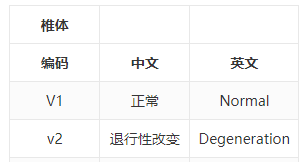 椎体
编码 中文 英文
V1 正常 Normal
v2 退行性改变 Degeneration